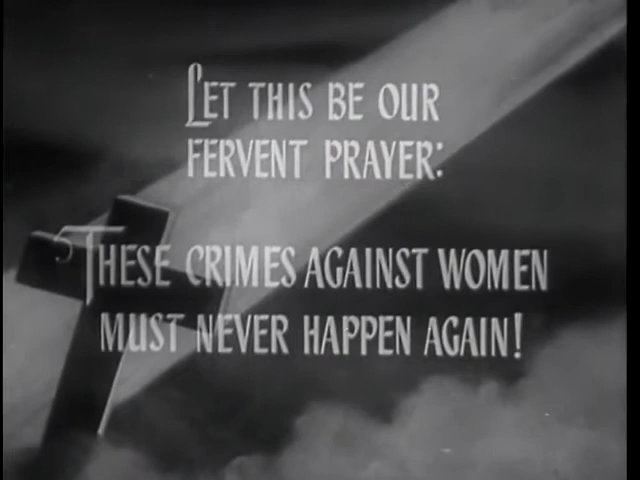 LET THIS BE OUR
FERVENT PRAYER:
THESE CRIMES AGAINST WOMEN
MUST NEVER HAPPEN AGAIN!